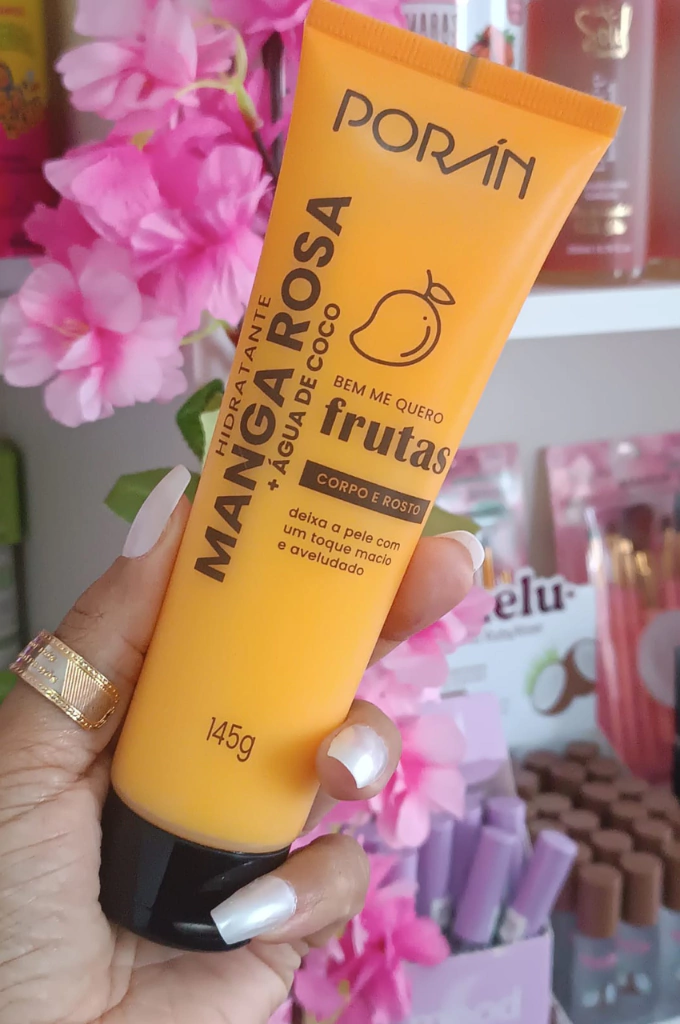 PORÁN
HIDRATANTE
MANGA ROSA
+ ÁGUA DE COCO
BEM ME QUERO
frutas
CORPO E ROSTO
deixa a pele com
um toque macio
e aveludado
145g
elu